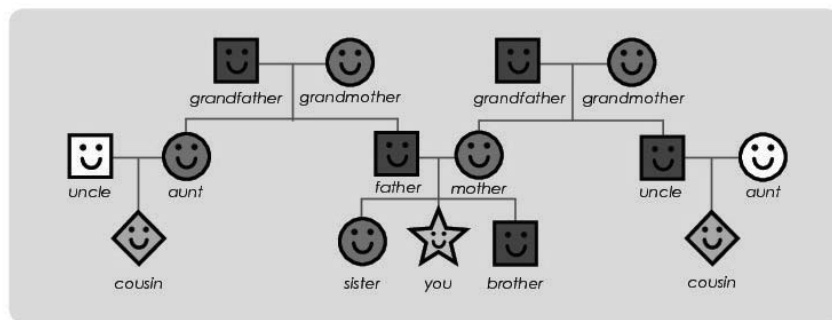 grandfather grandmother grandfather grandmother
uncle aunt father mother uncle aunt
cousin sister you brother cousin